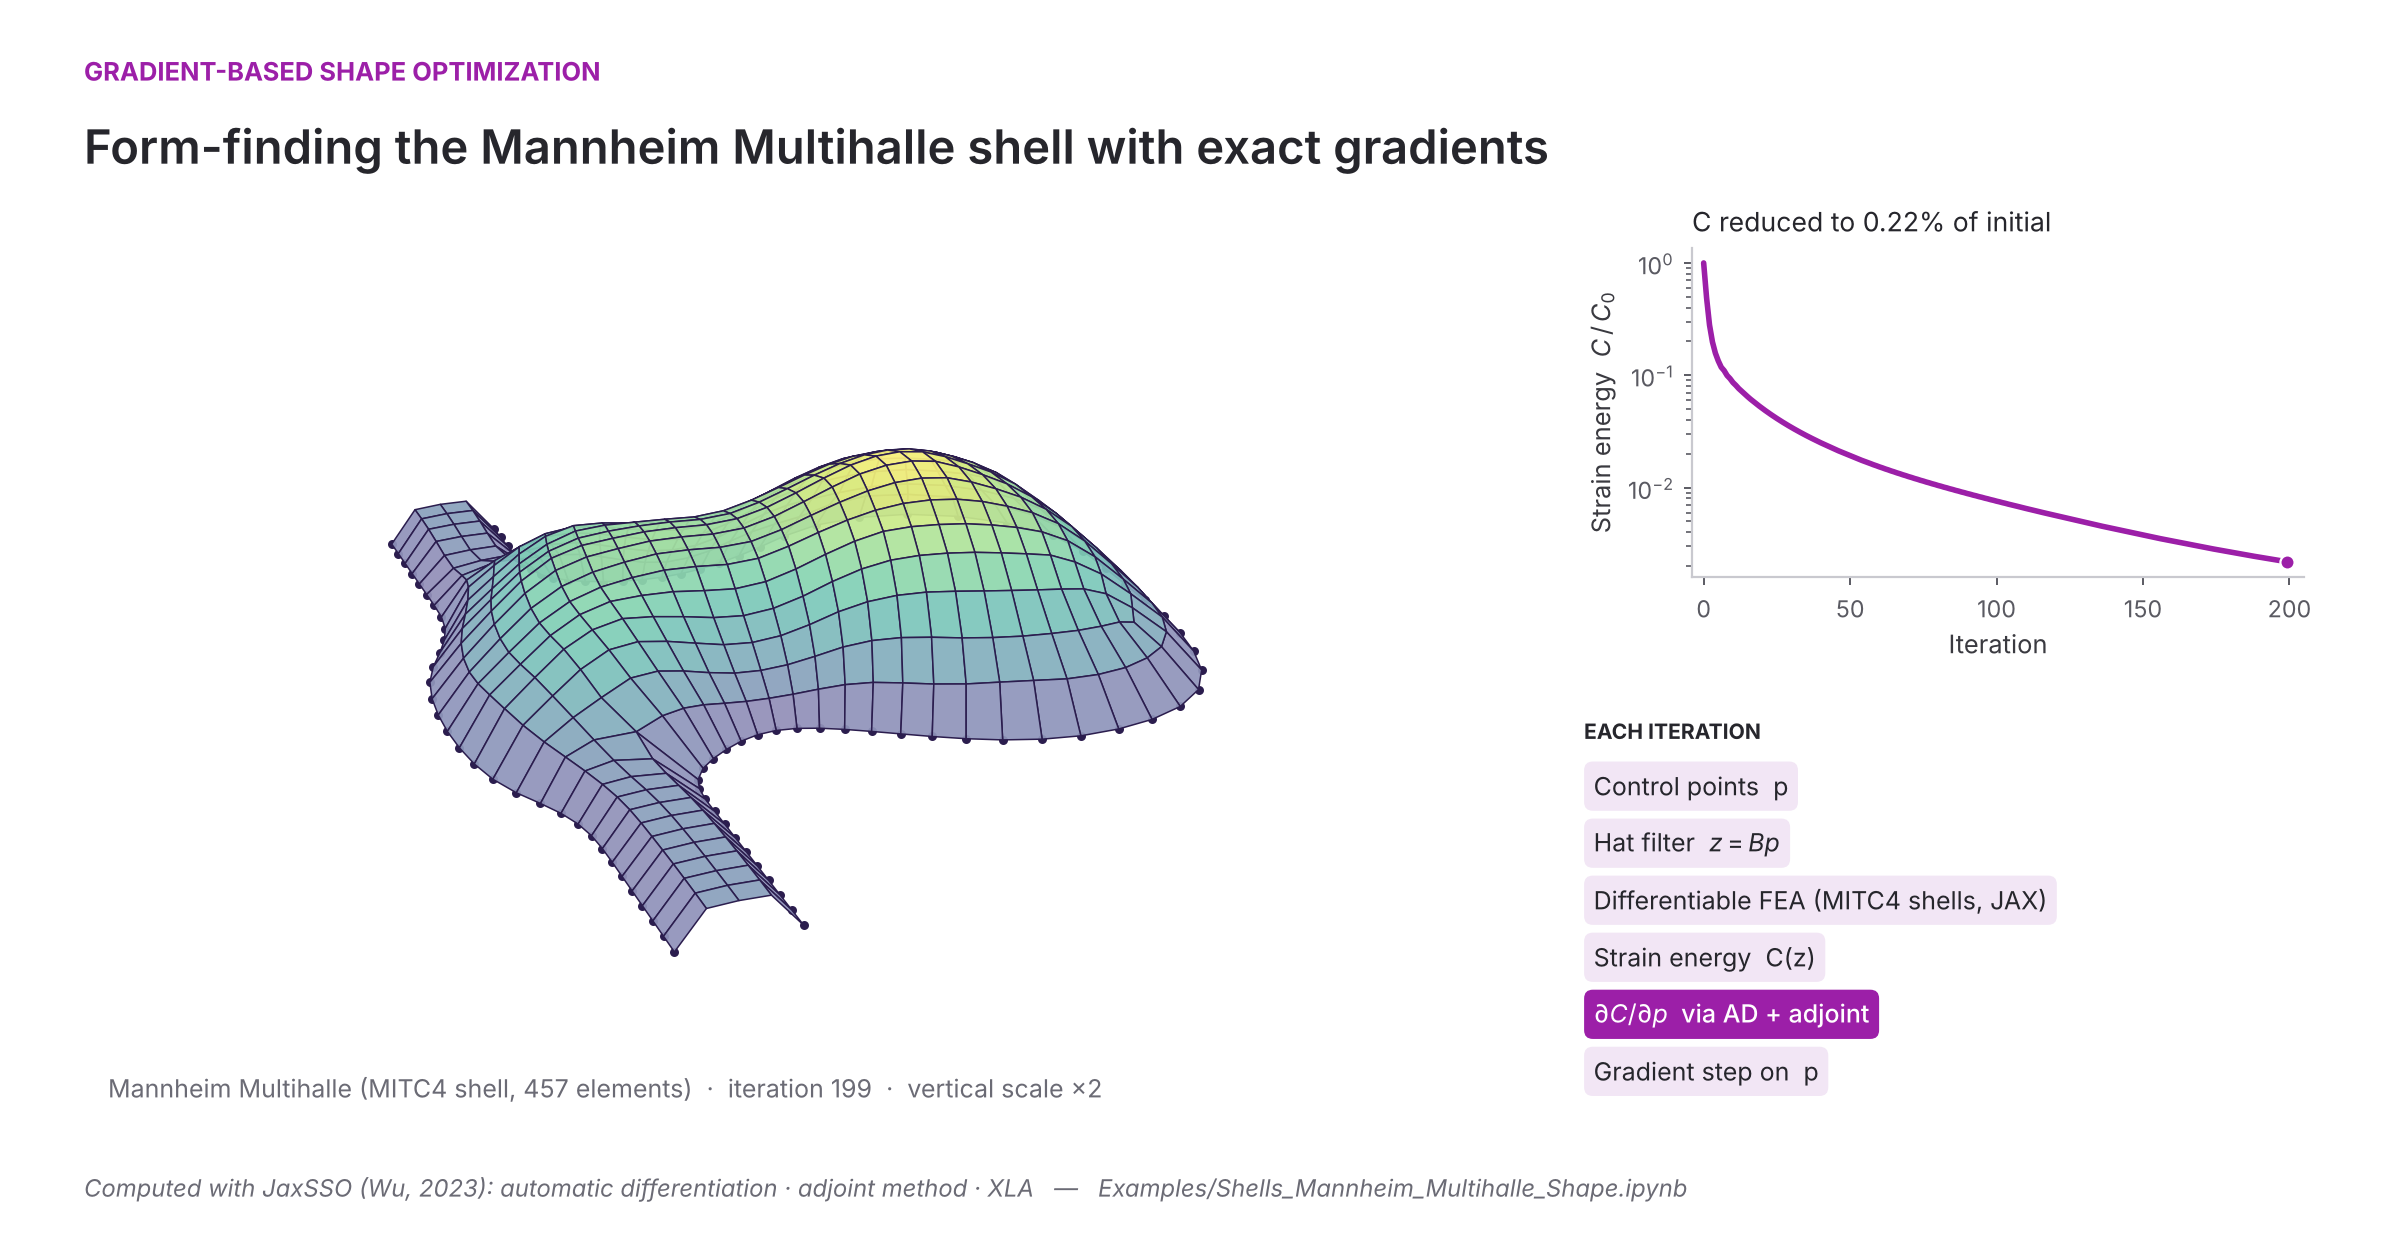 GRADIENT-BASED SHAPE OPTIMIZATION
Form-finding the Mannheim Multihalle shell with exact gradients
C reduced to 0.22% of initial
Strain energy C / C₀
10⁰
10⁻¹
10⁻²
0 50 100 150 200
Iteration
EACH ITERATION
Control points p
Hat filter z = Bp
Differentiable FEA (MITC4 shells, JAX)
Strain energy C(z)
∂C/∂p via AD + adjoint
Gradient step on p
Mannheim Multihalle (MITC4 shell, 457 elements) · iteration 199 · vertical scale ×2
Computed with JaxSSO (Wu, 2023): automatic differentiation · adjoint method · XLA — Examples/Shells_Mannheim_Multihalle_Shape.ipynb